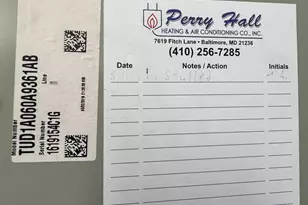 Perry Hall
HEATING & AIR CONDITIONING CO., INC.
7619 Fitch Lane • Baltimore, MD 21236
(410) 256-7285
Date Notes / Action Initials
Model Number
TUD1A060A9361AB
Serial Number
1619154C1G
Line